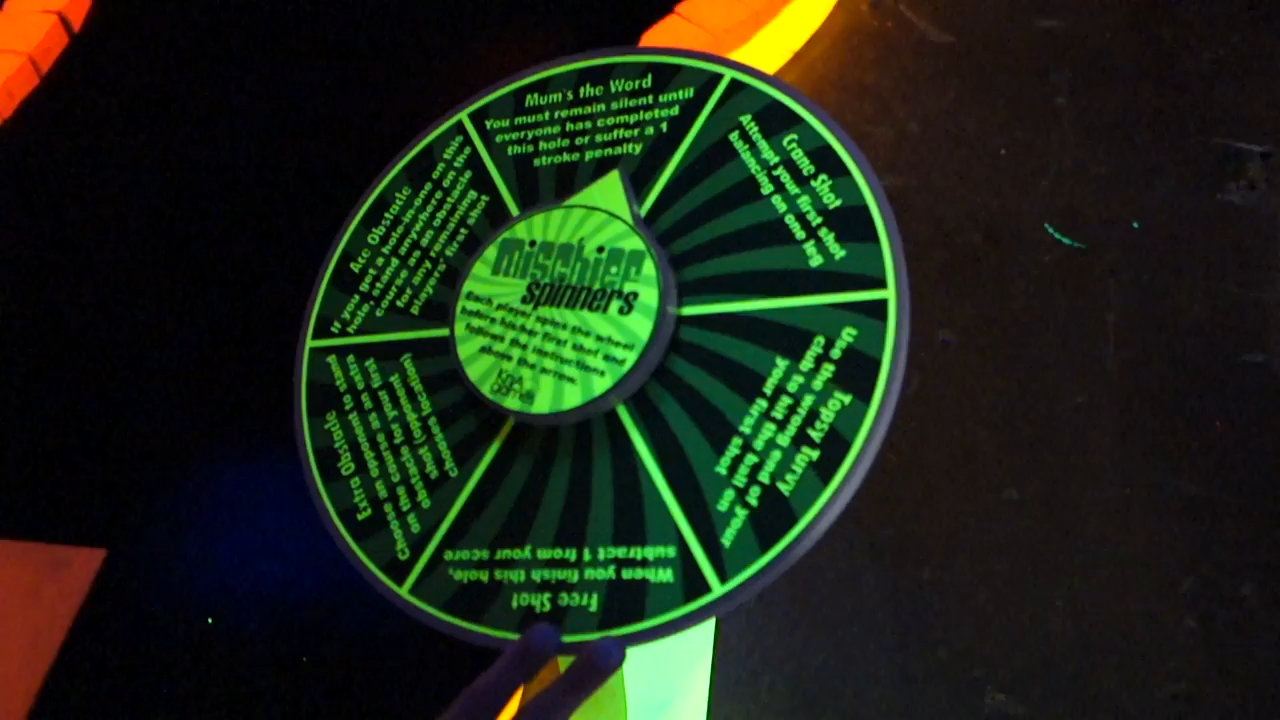 Mum's the Word
You must remain silent until
everyone has completed
this hole or suffer a 1
stroke penalty
Crane Shot
Attempt your first shot
balancing on one leg
Topsy Turvy
Use the wrong end of your
club to hit the ball on
your first shot
Free Shot
When you finish this hole,
subtract 1 from your score
Extra Obstacle
Choose an opponent to stand
on the course as an extra
obstacle for your first
shot (opponent
chooses location)
Ace Obstacle
If you get a hole-in-one on this
hole, stand anywhere on the
course as an obstacle
for any remaining
players' first shot
mischief
spinners
Each player spins the wheel
before his/her first shot and
follows the instructions
above the arrow.